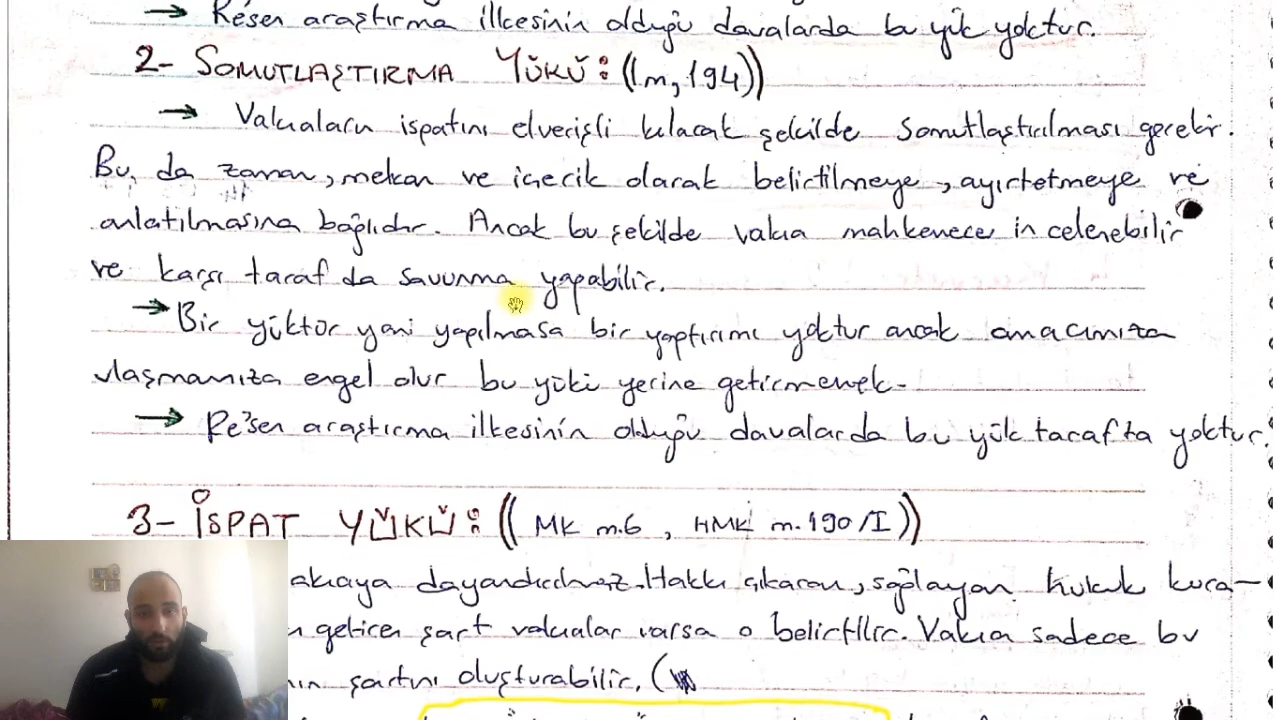 → Re'sen araştırma ilkesinin olduğu davalarda bu yük yoktur.
2- SOMUTLAŞTIRMA YÜKÜ: ((m, 194))
→ Vakıaların ispatını elverişli kılacak şekilde somutlaştırılması gerekir.
Bu, da zaman, mekan ve içerik olarak belirtilmeye, ayırtetmeye ve
anlatılmasına bağlıdır. Ancak bu şekilde vakıa mahkemece incelenebilir
ve karşı taraf da savunma yapabilir.
→ Bir yüktür yani yapılmasa bir yaptırımı yoktur ancak amacımıza
ulaşmamıza engel olur bu yükü yerine getirmemek.
→ Re'sen araştırma ilkesinin olduğu davalarda bu yük tarafta yoktur.
3- İSPAT YÜKÜ: (( MK m.6 , HMK m.190/I ))
akıaya dayandırılmaz. Hakkı çıkaran, sağlayan hukuk kura-
getiren şart vakıalar varsa o belirtilir. Vakıa sadece bu
ın şartını oluşturabilir. (